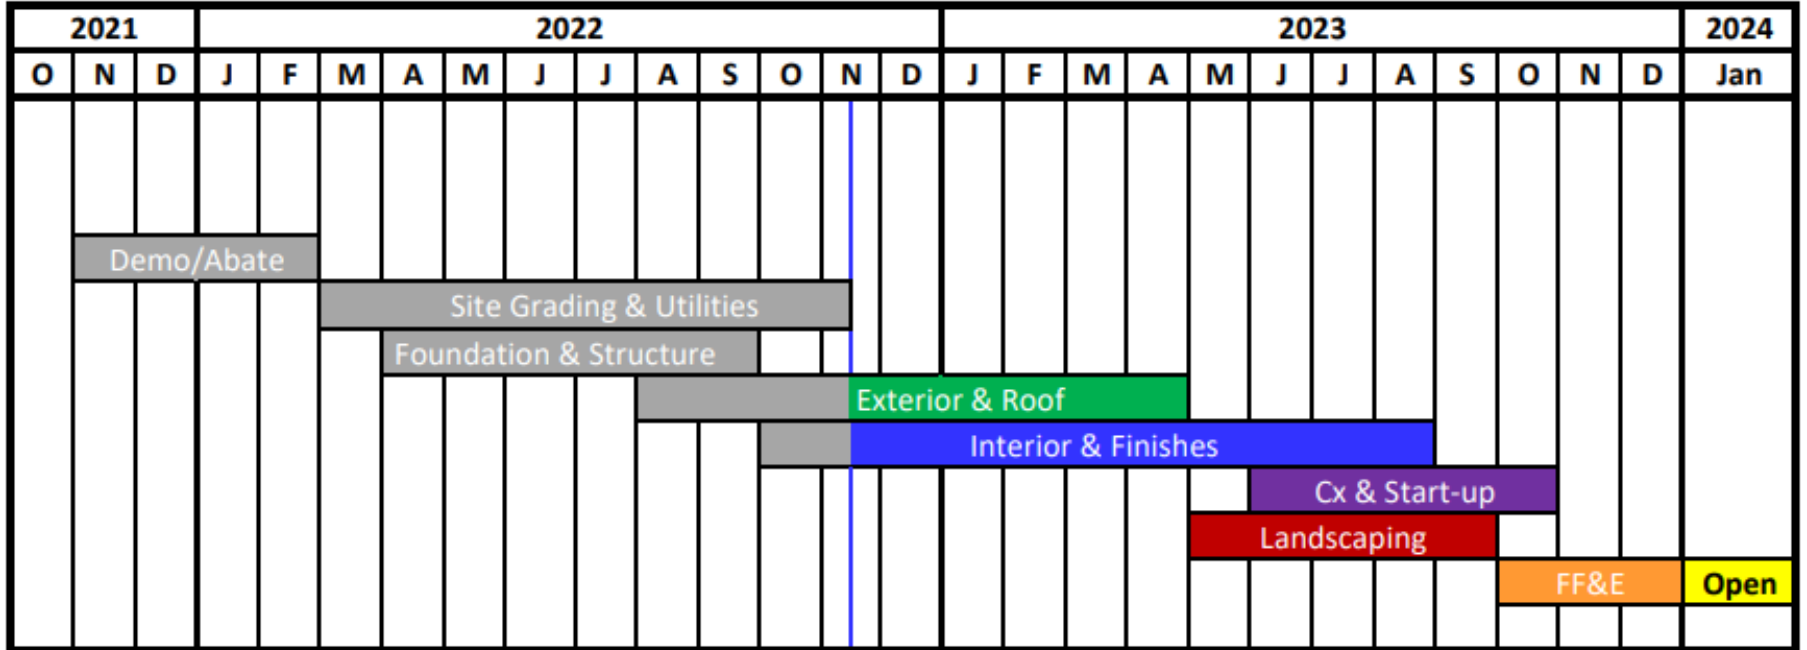 2021 2022 2023 2024
O N D J F M A M J J A S O N D J F M A M J J A S O N D Jan
Demo/Abate
Site Grading & Utilities
Foundation & Structure
Exterior & Roof
Interior & Finishes
Cx & Start-up
Landscaping
FF&E Open